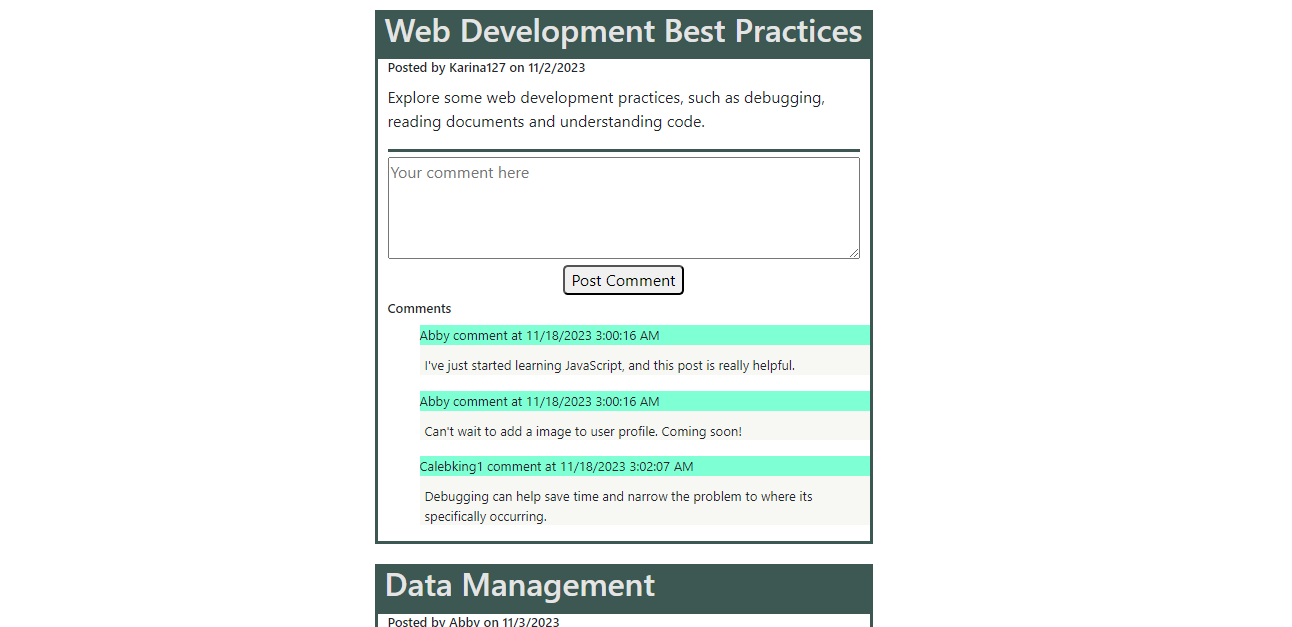 Web Development Best Practices
Posted by Karina127 on 11/2/2023
Explore some web development practices, such as debugging,
reading documents and understanding code.
Your comment here
Post Comment
Comments
Abby comment at 11/18/2023 3:00:16 AM
I've just started learning JavaScript, and this post is really helpful.
Abby comment at 11/18/2023 3:00:16 AM
Can't wait to add a image to user profile. Coming soon!
Calebking1 comment at 11/18/2023 3:02:07 AM
Debugging can help save time and narrow the problem to where its
specifically occurring.
Data Management
Posted by Abby on 11/3/2023